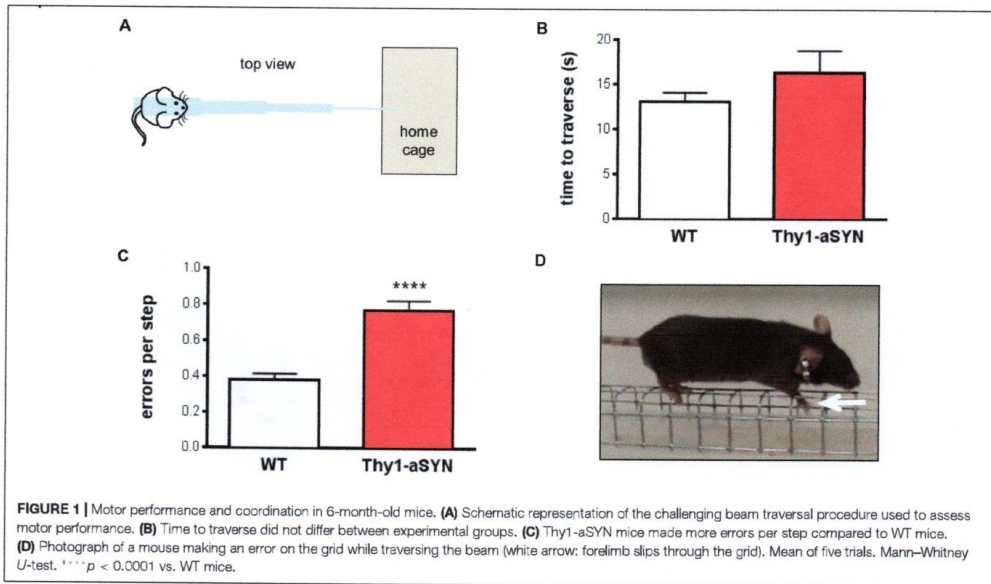 A
top view
home
cage
B
time to traverse (s)
20
15
10
5
0
WT Thy1-aSYN
C
errors per step
1.0
0.8
0.6
0.4
0.2
0.0
****
WT Thy1-aSYN
D
FIGURE 1 | Motor performance and coordination in 6-month-old mice. (A) Schematic representation of the challenging beam traversal procedure used to assess
motor performance. (B) Time to traverse did not differ between experimental groups. (C) Thy1-aSYN mice made more errors per step compared to WT mice.
(D) Photograph of a mouse making an error on the grid while traversing the beam (white arrow: forelimb slips through the grid). Mean of five trials. Mann–Whitney
U-test. ****p < 0.0001 vs. WT mice.